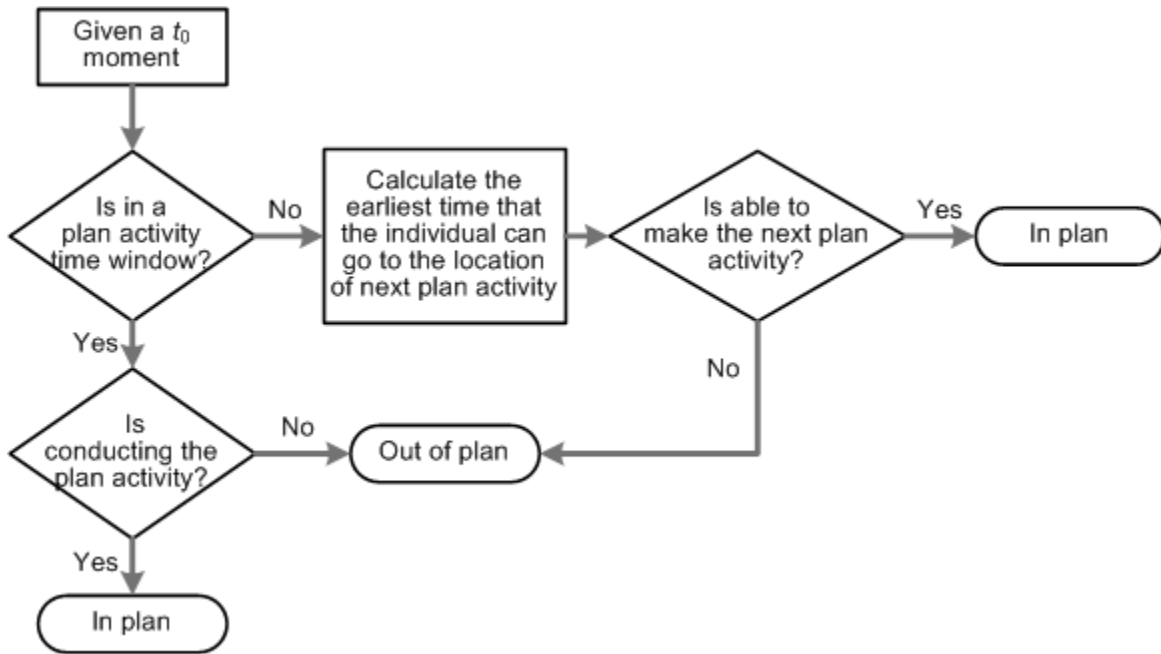 Given a t₀
moment
Is in a
plan activity
time window?
No
Calculate the
earliest time that
the individual can
go to the location
of next plan activity
Is able to
make the next plan
activity?
Yes
In plan
Yes
No
Is
conducting the
plan activity?
No
Out of plan
Yes
In plan